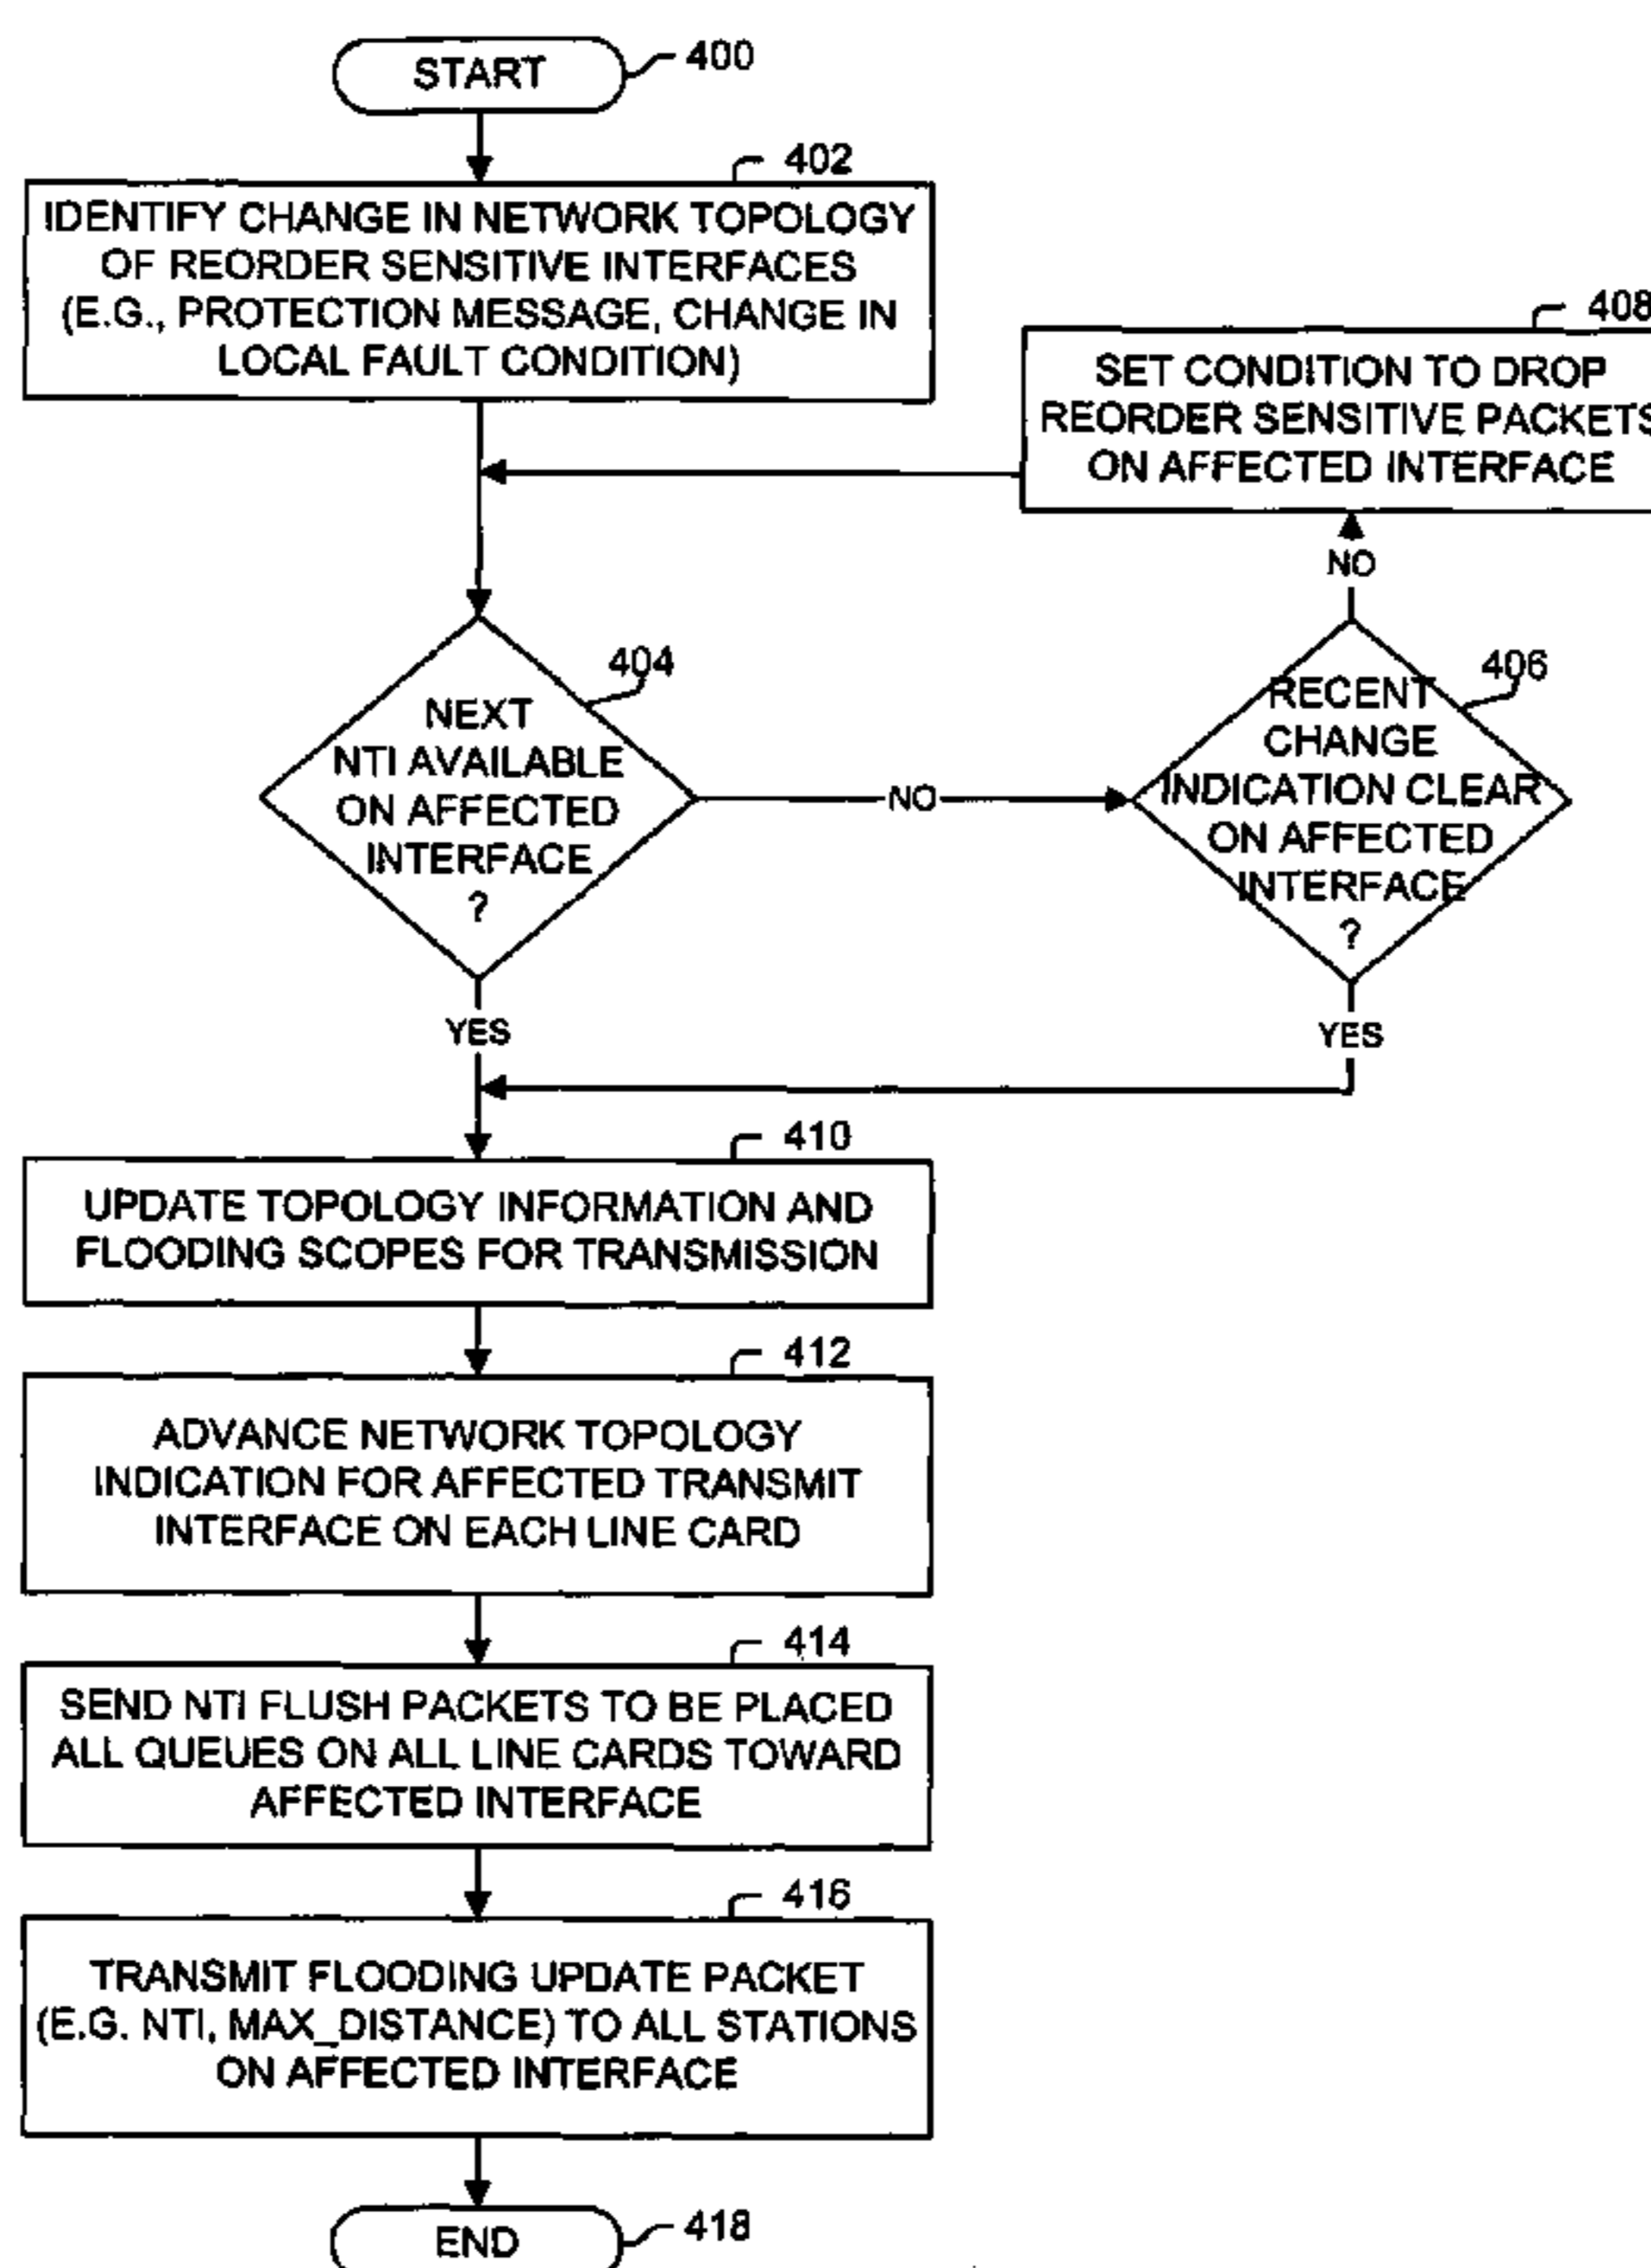 START
400
402
IDENTIFY CHANGE IN NETWORK TOPOLOGY
OF REORDER SENSITIVE INTERFACES
(E.G., PROTECTION MESSAGE, CHANGE IN
LOCAL FAULT CONDITION)
408
SET CONDITION TO DROP
REORDER SENSITIVE PACKETS
ON AFFECTED INTERFACE
NO
404
NEXT
NTI AVAILABLE
ON AFFECTED
INTERFACE
?
NO
406
RECENT
CHANGE
INDICATION CLEAR
ON AFFECTED
INTERFACE
?
YES
YES
410
UPDATE TOPOLOGY INFORMATION AND
FLOODING SCOPES FOR TRANSMISSION
412
ADVANCE NETWORK TOPOLOGY
INDICATION FOR AFFECTED TRANSMIT
INTERFACE ON EACH LINE CARD
414
SEND NTI FLUSH PACKETS TO BE PLACED
ALL QUEUES ON ALL LINE CARDS TOWARD
AFFECTED INTERFACE
416
TRANSMIT FLOODING UPDATE PACKET
(E.G. NTI, MAX_DISTANCE) TO ALL STATIONS
ON AFFECTED INTERFACE
END
418